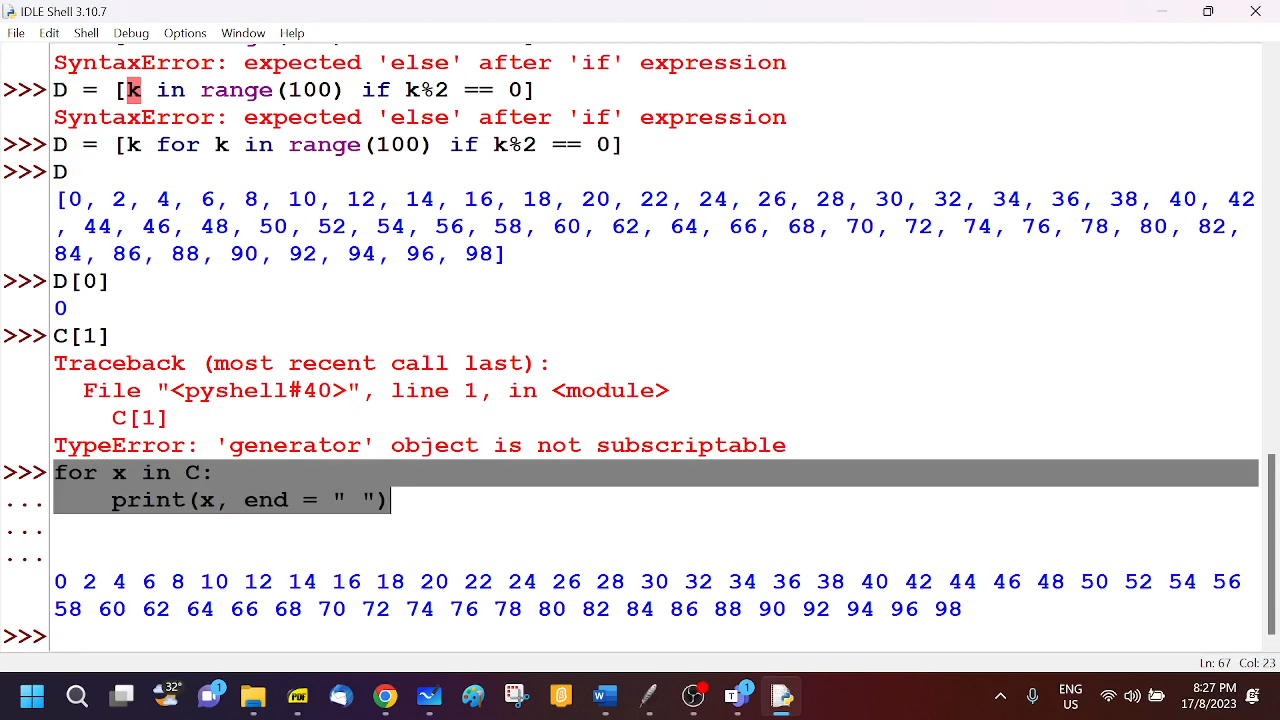 IDLE Shell 3.10.7
File Edit Shell Debug Options Window Help
SyntaxError: expected 'else' after 'if' expression
>>> D = [k in range(100) if k%2 == 0]
SyntaxError: expected 'else' after 'if' expression
>>> D = [k for k in range(100) if k%2 == 0]
>>> D
[0, 2, 4, 6, 8, 10, 12, 14, 16, 18, 20, 22, 24, 26, 28, 30, 32, 34, 36, 38, 40, 42
, 44, 46, 48, 50, 52, 54, 56, 58, 60, 62, 64, 66, 68, 70, 72, 74, 76, 78, 80, 82,
84, 86, 88, 90, 92, 94, 96, 98]
>>> D[0]
0
>>> C[1]
Traceback (most recent call last):
  File "<pyshell#40>", line 1, in <module>
    C[1]
TypeError: 'generator' object is not subscriptable
>>> for x in C:
...     print(x, end = " ")
...
...
0 2 4 6 8 10 12 14 16 18 20 22 24 26 28 30 32 34 36 38 40 42 44 46 48 50 52 54 56
58 60 62 64 66 68 70 72 74 76 78 80 82 84 86 88 90 92 94 96 98
>>>
Ln: 67 Col: 23
32° 1 PDF W T 1 ENG 8:27 PM
US 17/8/2023